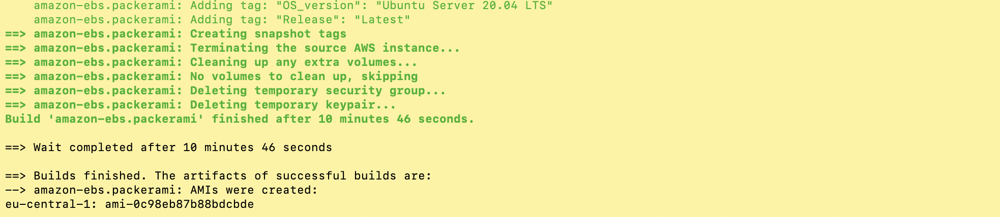 amazon-ebs.packerami: Adding tag: "OS_version": "Ubuntu Server 20.04 LTS"
amazon-ebs.packerami: Adding tag: "Release": "Latest"
==> amazon-ebs.packerami: Creating snapshot tags
==> amazon-ebs.packerami: Terminating the source AWS instance...
==> amazon-ebs.packerami: Cleaning up any extra volumes...
==> amazon-ebs.packerami: No volumes to clean up, skipping
==> amazon-ebs.packerami: Deleting temporary security group...
==> amazon-ebs.packerami: Deleting temporary keypair...
Build 'amazon-ebs.packerami' finished after 10 minutes 46 seconds.
==> Wait completed after 10 minutes 46 seconds
==> Builds finished. The artifacts of successful builds are:
--> amazon-ebs.packerami: AMIs were created:
eu-central-1: ami-0c98eb87b88bdcbde